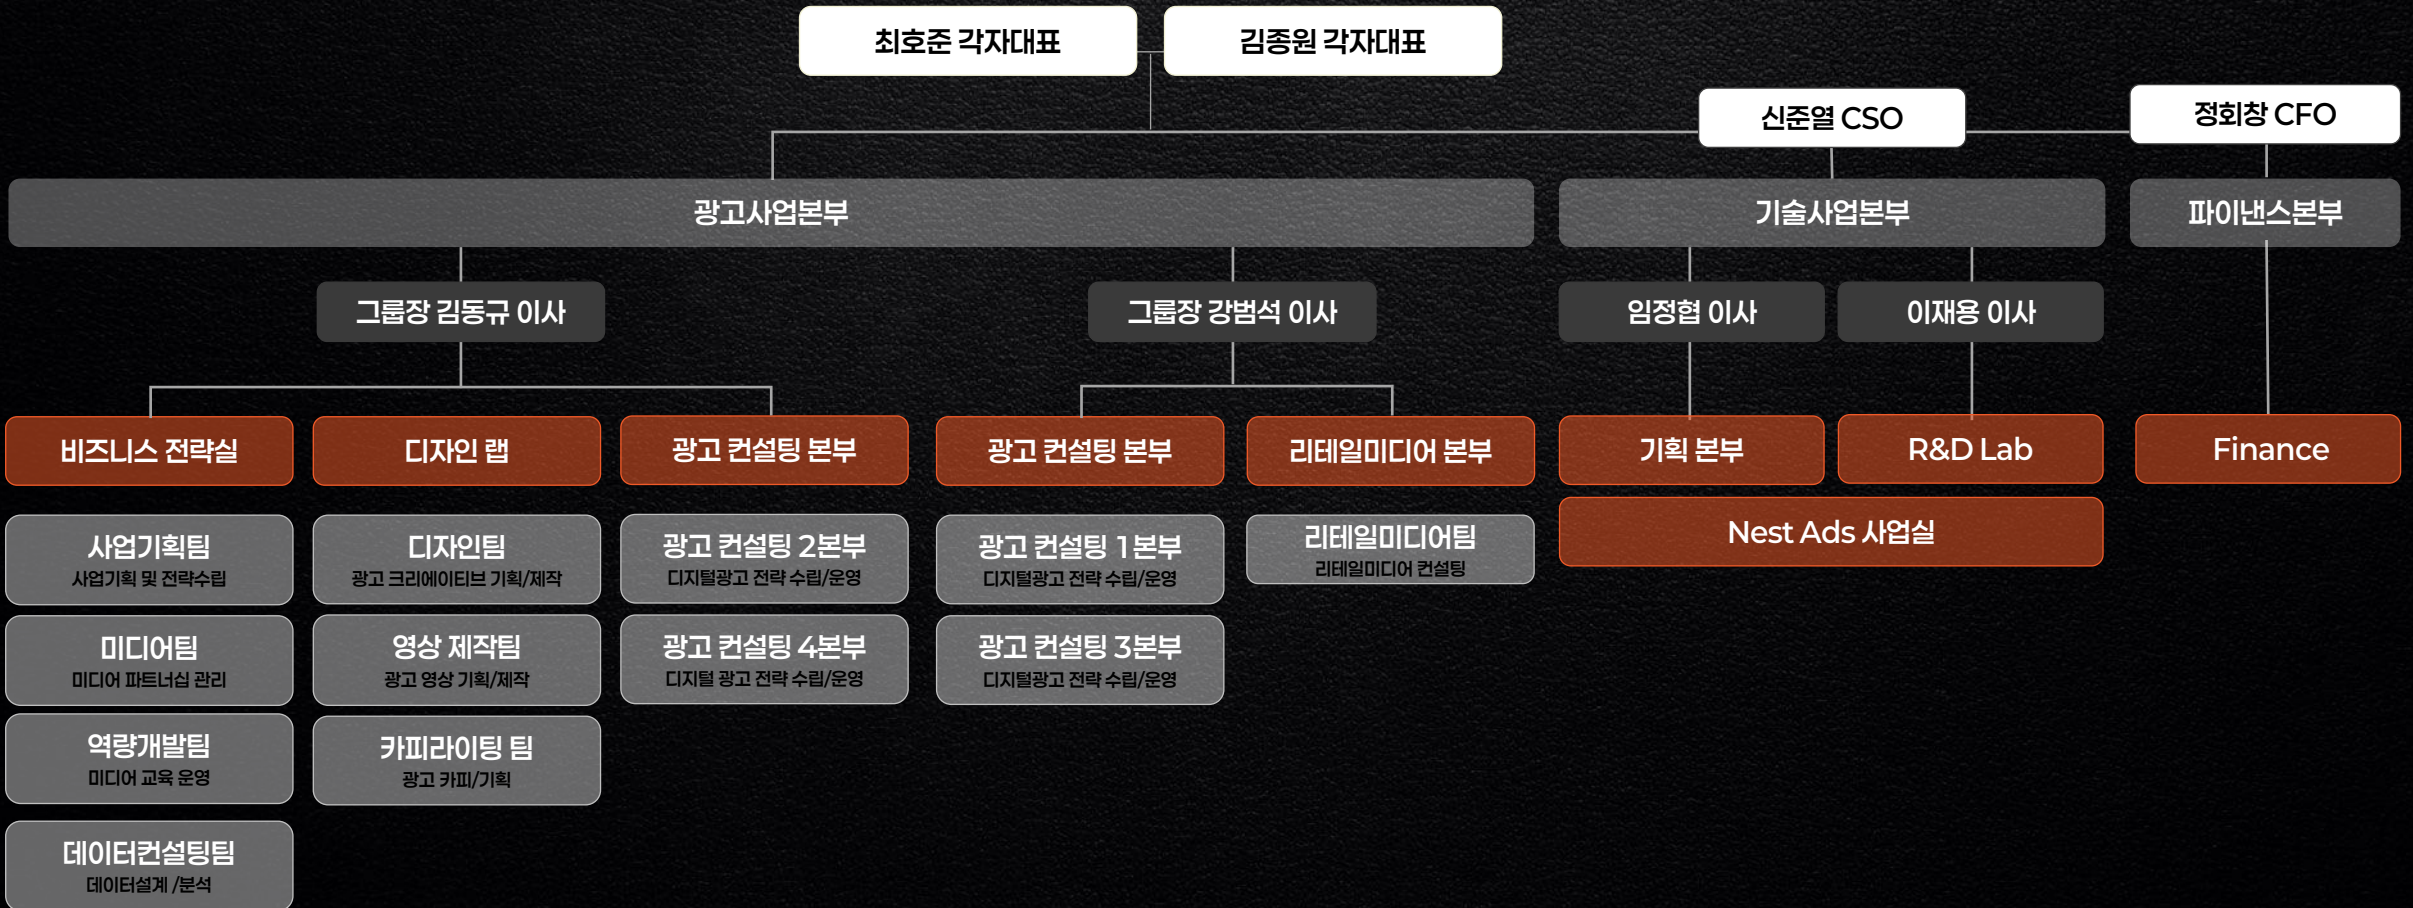 최호준 각자대표
김종원 각자대표
신준열 CSO
정회창 CFO
광고사업본부
기술사업본부
파이낸스본부
그룹장 김동규 이사
그룹장 강범석 이사
임정협 이사
이재용 이사
비즈니스 전략실
디자인 랩
광고 컨설팅 본부
광고 컨설팅 본부
리테일미디어 본부
기획 본부
R&D Lab
Finance
Nest Ads 사업실
사업기획팀
사업기획 및 전략수립
미디어팀
미디어 파트너십 관리
역량개발팀
미디어 교육 운영
데이터컨설팅팀
데이터설계 /분석
디자인팀
광고 크리에이티브 기획/제작
영상 제작팀
광고 영상 기획/제작
카피라이팅 팀
광고 카피/기획
광고 컨설팅 2본부
디지털광고 전략 수립/운영
광고 컨설팅 4본부
디지털 광고 전략 수립/운영
광고 컨설팅 1본부
디지털광고 전략 수립/운영
광고 컨설팅 3본부
디지털광고 전략 수립/운영
리테일미디어팀
리테일미디어 컨설팅